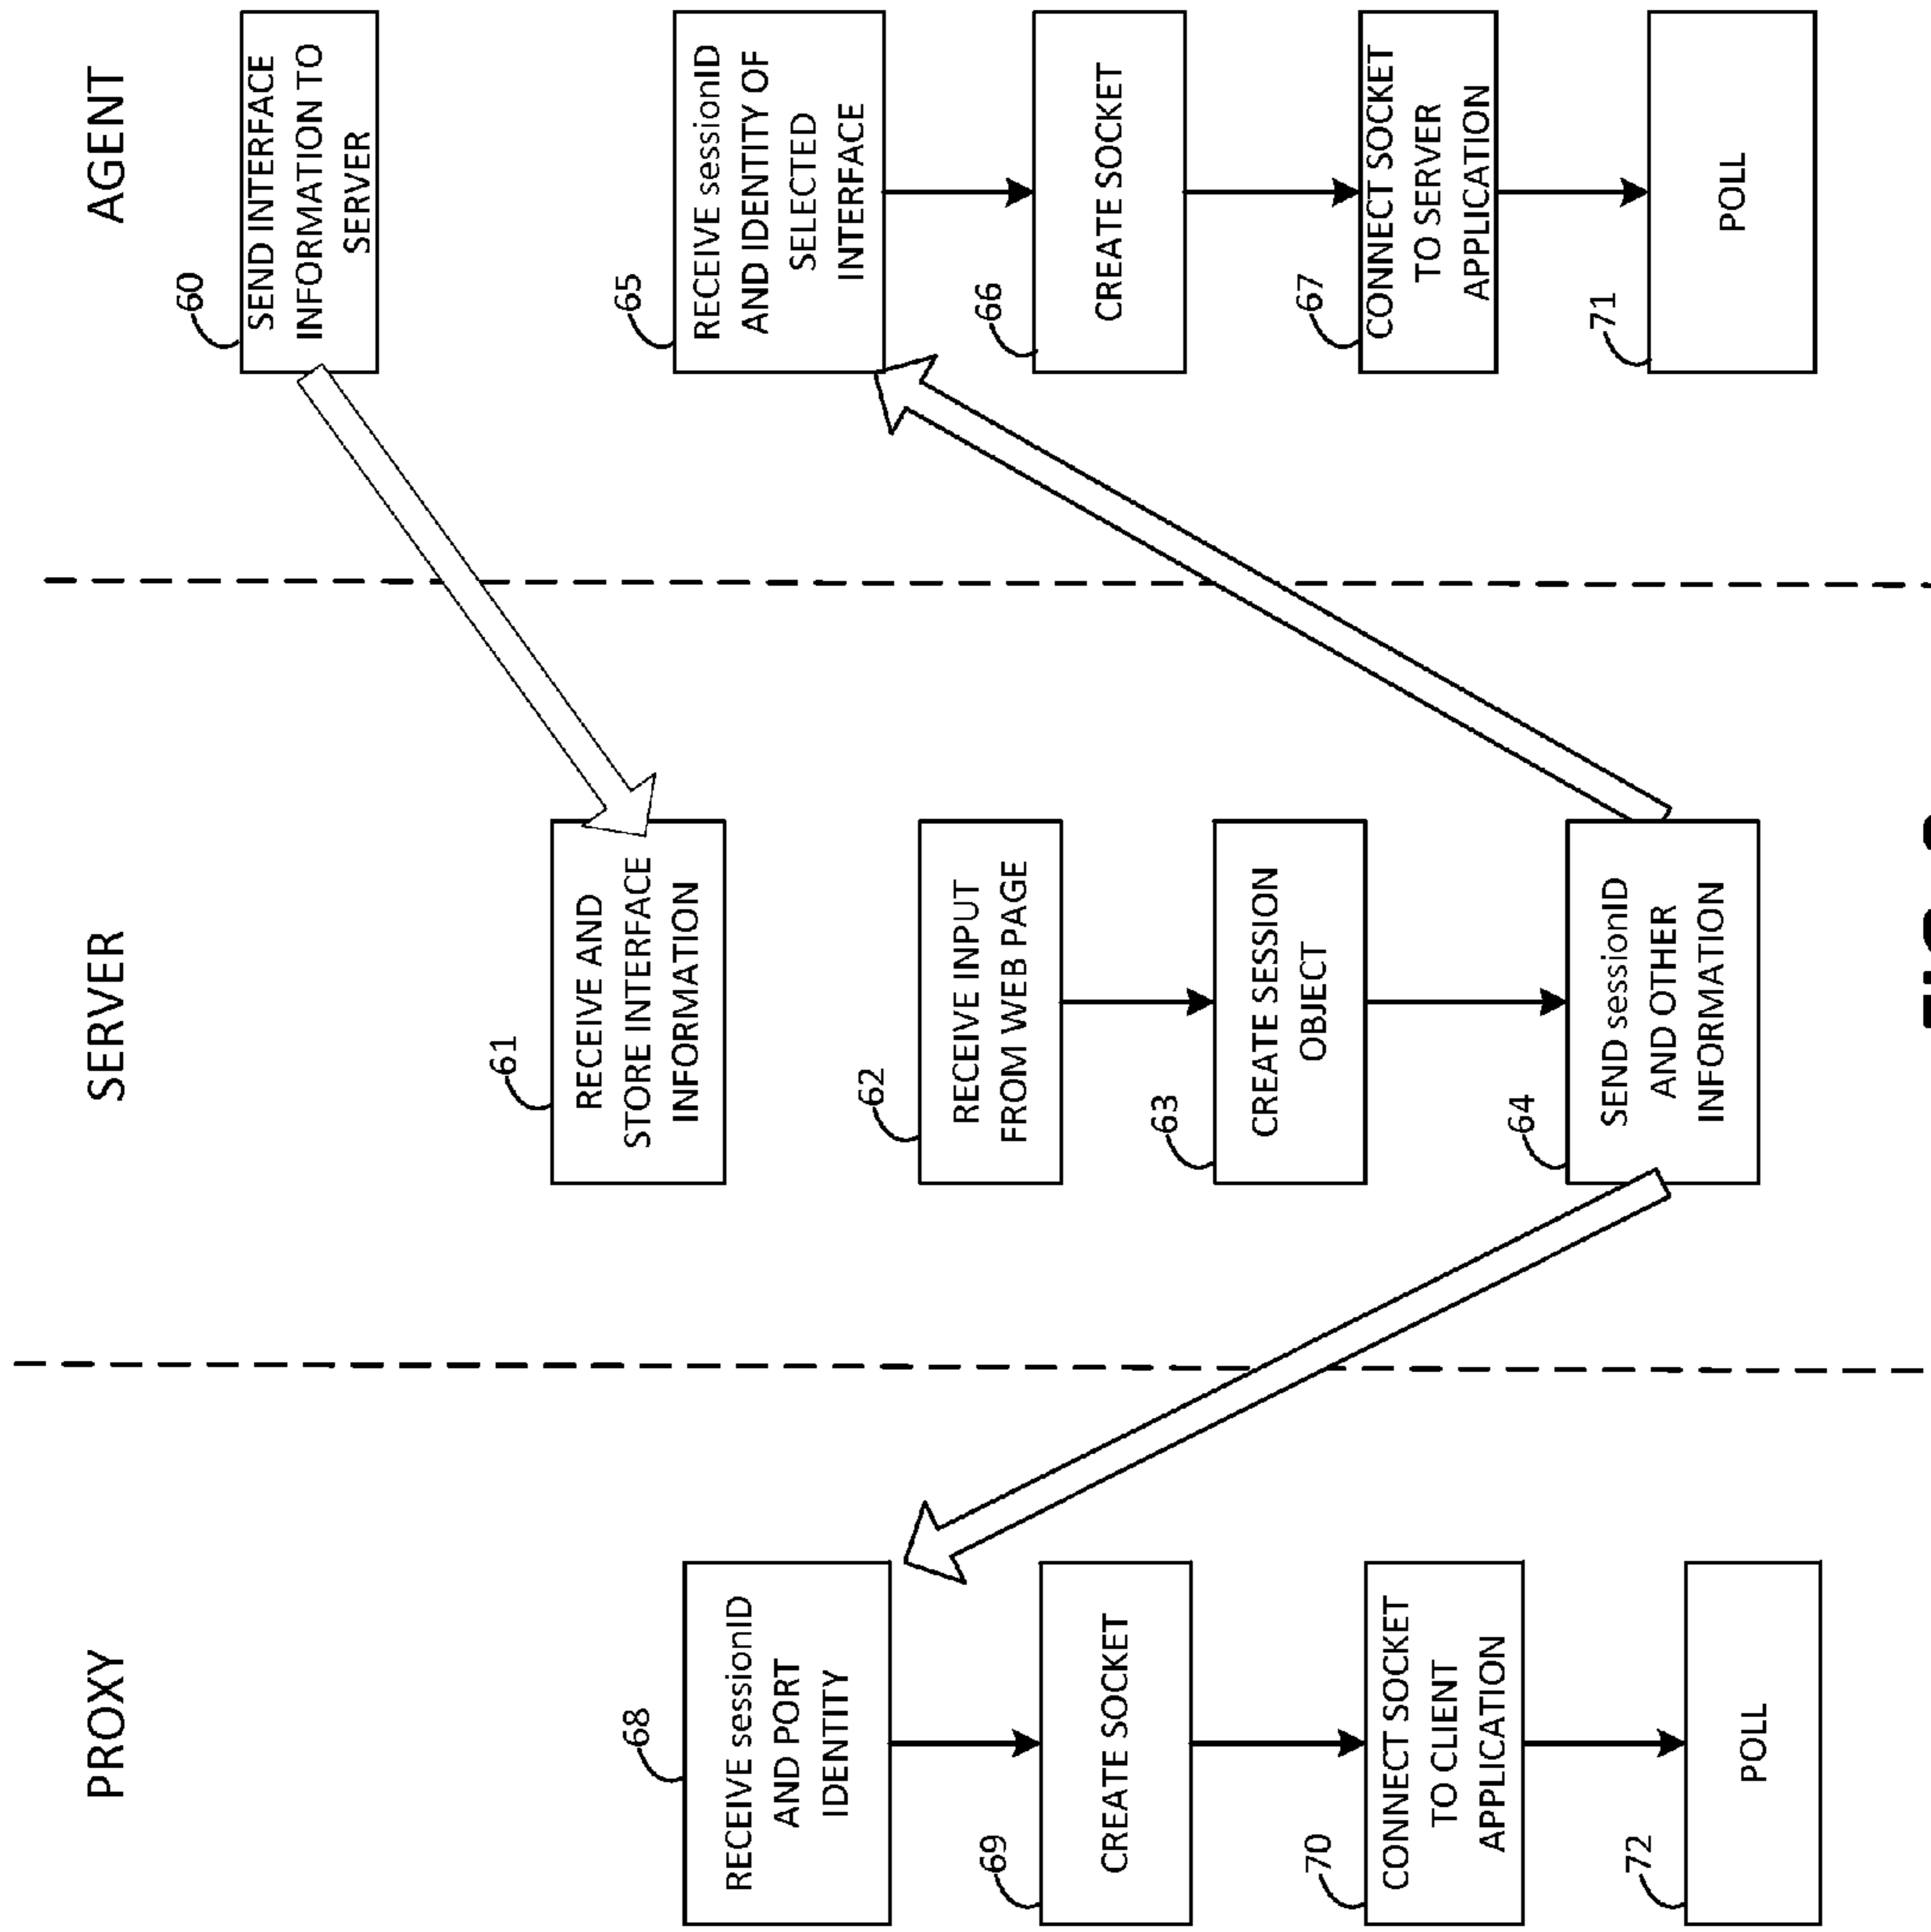 PROXY
SERVER
AGENT
60
SEND INTERFACE
INFORMATION TO
SERVER
61
RECEIVE AND
STORE INTERFACE
INFORMATION
62
RECEIVE INPUT
FROM WEB PAGE
63
CREATE SESSION
OBJECT
64
SEND sessionID
AND OTHER
INFORMATION
65
RECEIVE sessionID
AND IDENTITY OF
SELECTED
INTERFACE
66
CREATE SOCKET
67
CONNECT SOCKET
TO SERVER
APPLICATION
71
POLL
68
RECEIVE sessionID
AND PORT
IDENTITY
69
CREATE SOCKET
70
CONNECT SOCKET
TO CLIENT
APPLICATION
72
POLL